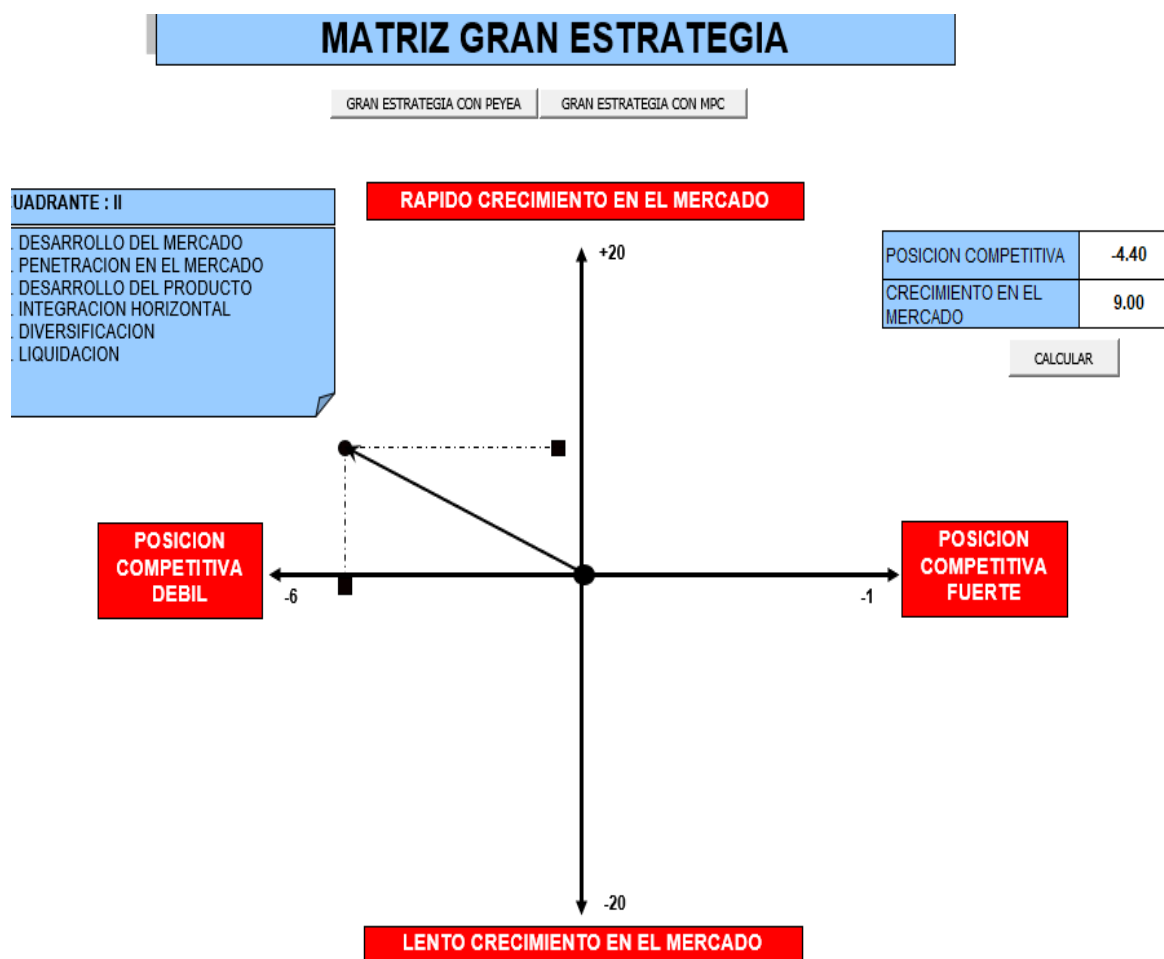 MATRIZ GRAN ESTRATEGIA
GRAN ESTRATEGIA CON PEYEA
GRAN ESTRATEGIA CON MPC
UADRANTE : II
. DESARROLLO DEL MERCADO
. PENETRACION EN EL MERCADO
. DESARROLLO DEL PRODUCTO
. INTEGRACION HORIZONTAL
. DIVERSIFICACION
. LIQUIDACION
RAPIDO CRECIMIENTO EN EL MERCADO
+20
POSICION COMPETITIVA -4.40
CRECIMIENTO EN EL
MERCADO 9.00
CALCULAR
POSICION
COMPETITIVA
DEBIL
-6
-1
POSICION
COMPETITIVA
FUERTE
-20
LENTO CRECIMIENTO EN EL MERCADO